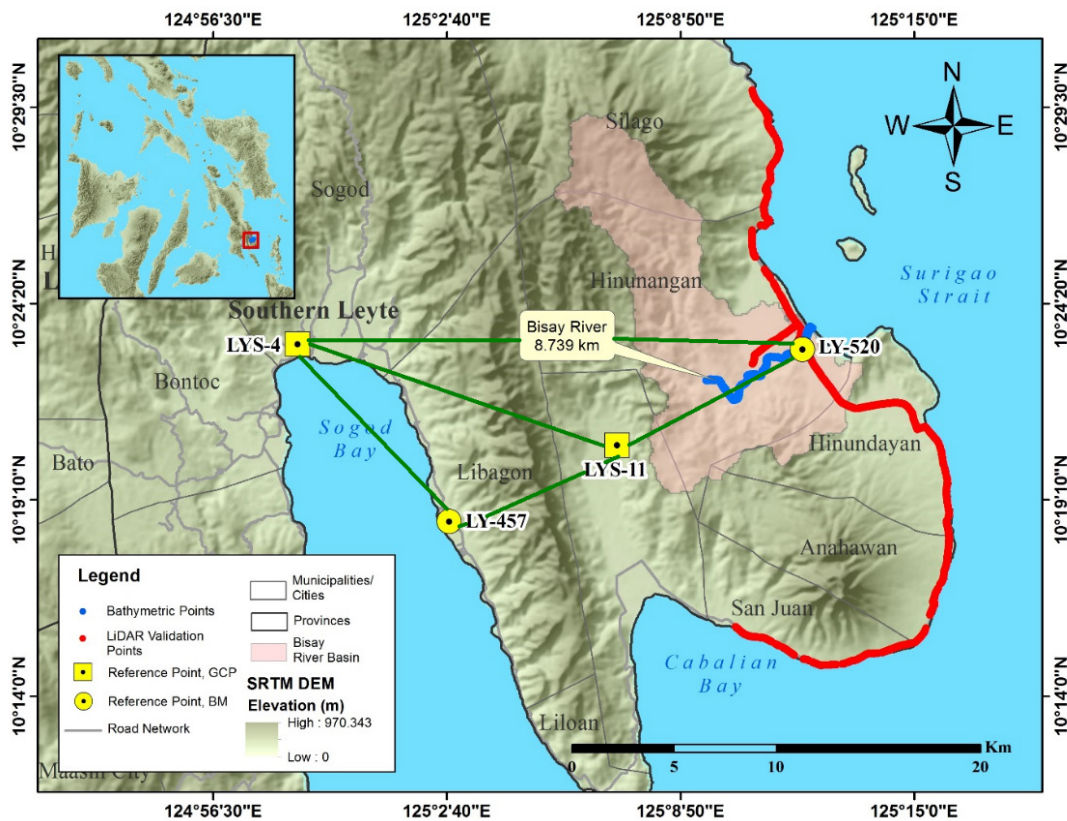 124°56'30"E 125°2'40"E 125°8'50"E 125°15'0"E
10°29'30"N 10°29'30"N
N
W E
S
Silago
Sogod
Hinunangan
Surigao
Strait
10°24'20"N 10°24'20"N
Southern Leyte
Bisay River
8.739 km
LYS-4
LY-520
Bontoc
Sogod
Bay
Hinundayan
Bato
Libagon
LYS-11
10°19'10"N 10°19'10"N
LY-457
Anahawan
San Juan
Cabalian
Bay
10°14'0"N 10°14'0"N
Liloan
Maasin City
Legend
Bathymetric Points
LiDAR Validation
Points
Reference Point, GCP
Reference Point, BM
Road Network
Municipalities/
Cities
Provinces
Bisay
River Basin
SRTM DEM
Elevation (m)
High : 970.343
Low : 0
Km
0 5 10 20
124°56'30"E 125°2'40"E 125°8'50"E 125°15'0"E